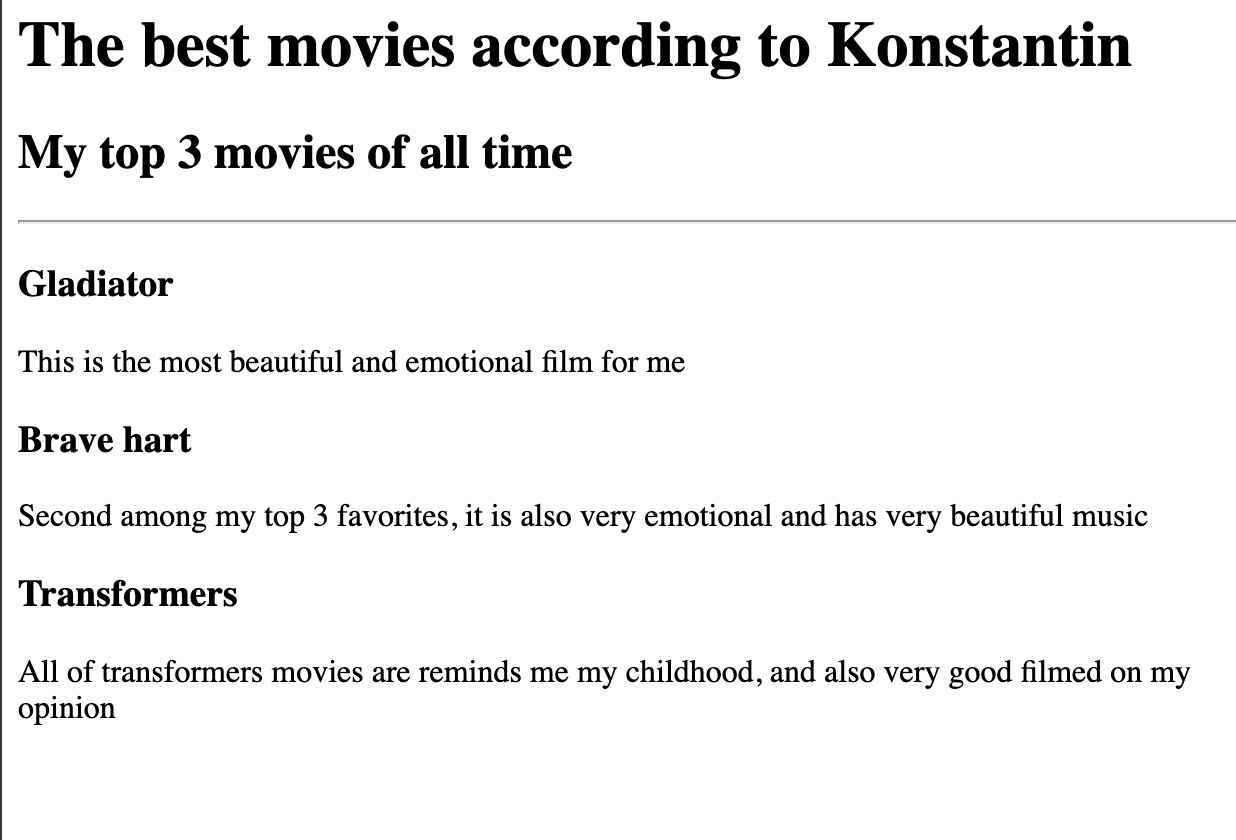 The best movies according to Konstantin
My top 3 movies of all time
Gladiator
This is the most beautiful and emotional film for me
Brave hart
Second among my top 3 favorites, it is also very emotional and has very beautiful music
Transformers
All of transformers movies are reminds me my childhood, and also very good filmed on my
opinion